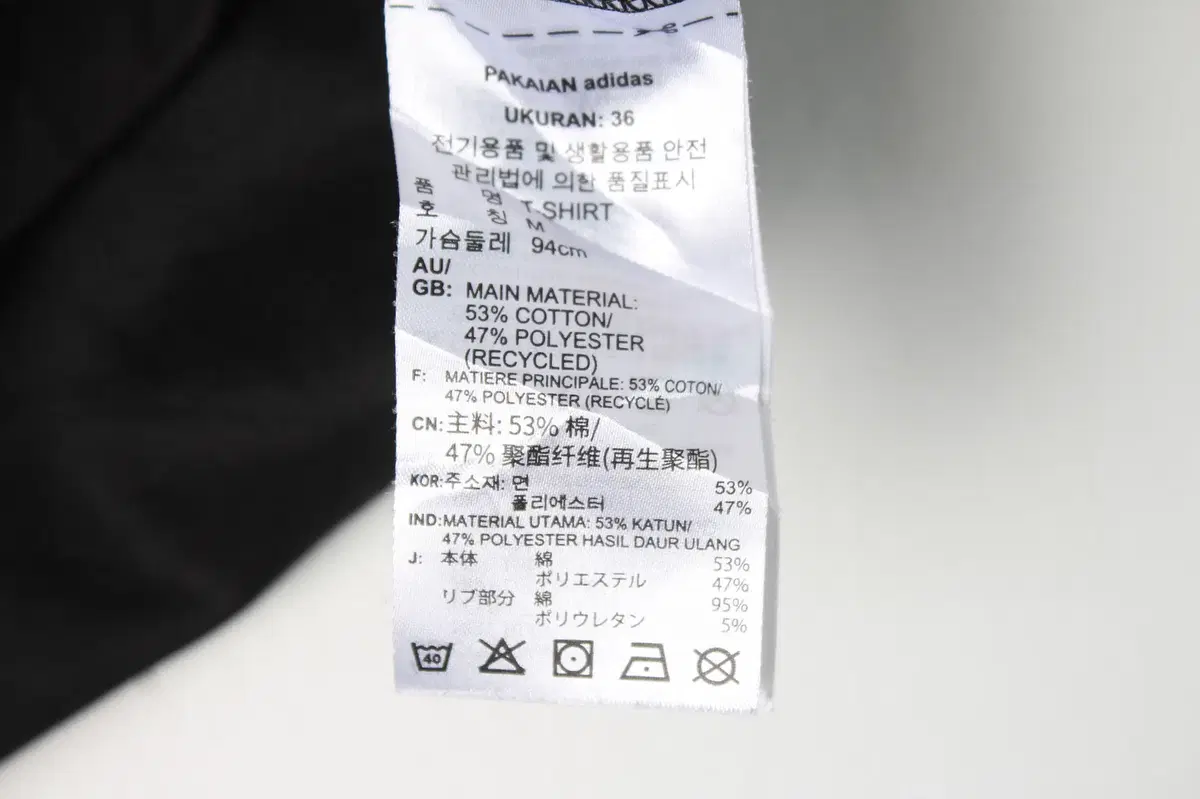 PAKAIAN adidas
UKURAN: 36
전기용품 및 생활용품 안전
관리법에 의한 품질표시
품 명 T-SHIRT
호 칭 M
가슴둘레 94cm
AU/
GB: MAIN MATERIAL:
53% COTTON/
47% POLYESTER
(RECYCLED)
F: MATIERE PRINCIPALE: 53% COTON/
47% POLYESTER (RECYCLÉ)
CN: 主料: 53% 棉/
47% 聚酯纤维(再生聚酯)
KOR: 주소재: 면 53%
폴리에스터 47%
IND: MATERIAL UTAMA: 53% KATUN/
47% POLYESTER HASIL DAUR ULANG
J: 本体 綿 53%
ポリエステル 47%
リブ部分 綿 95%
ポリウレタン 5%
40